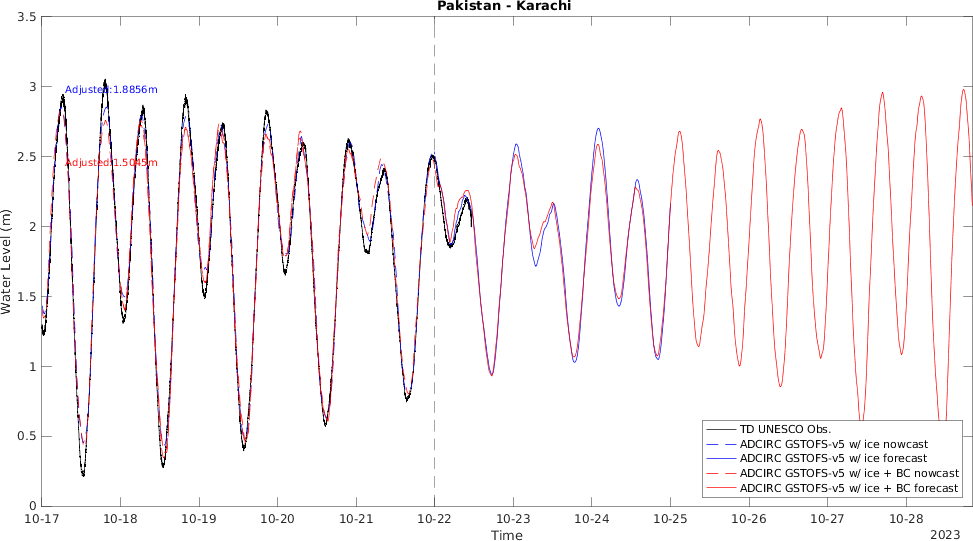 Pakistan - Karachi
3.5
3
2.5
2
1.5
1
0.5
0
Water Level (m)
Adjusted:1.8856m
Adjusted:1.5045m
TD UNESCO Obs.
ADCIRC GSTOFS-v5 w/ ice nowcast
ADCIRC GSTOFS-v5 w/ ice forecast
ADCIRC GSTOFS-v5 w/ ice + BC nowcast
ADCIRC GSTOFS-v5 w/ ice + BC forecast
10-17 10-18 10-19 10-20 10-21 10-22 10-23 10-24 10-25 10-26 10-27 10-28
Time
2023